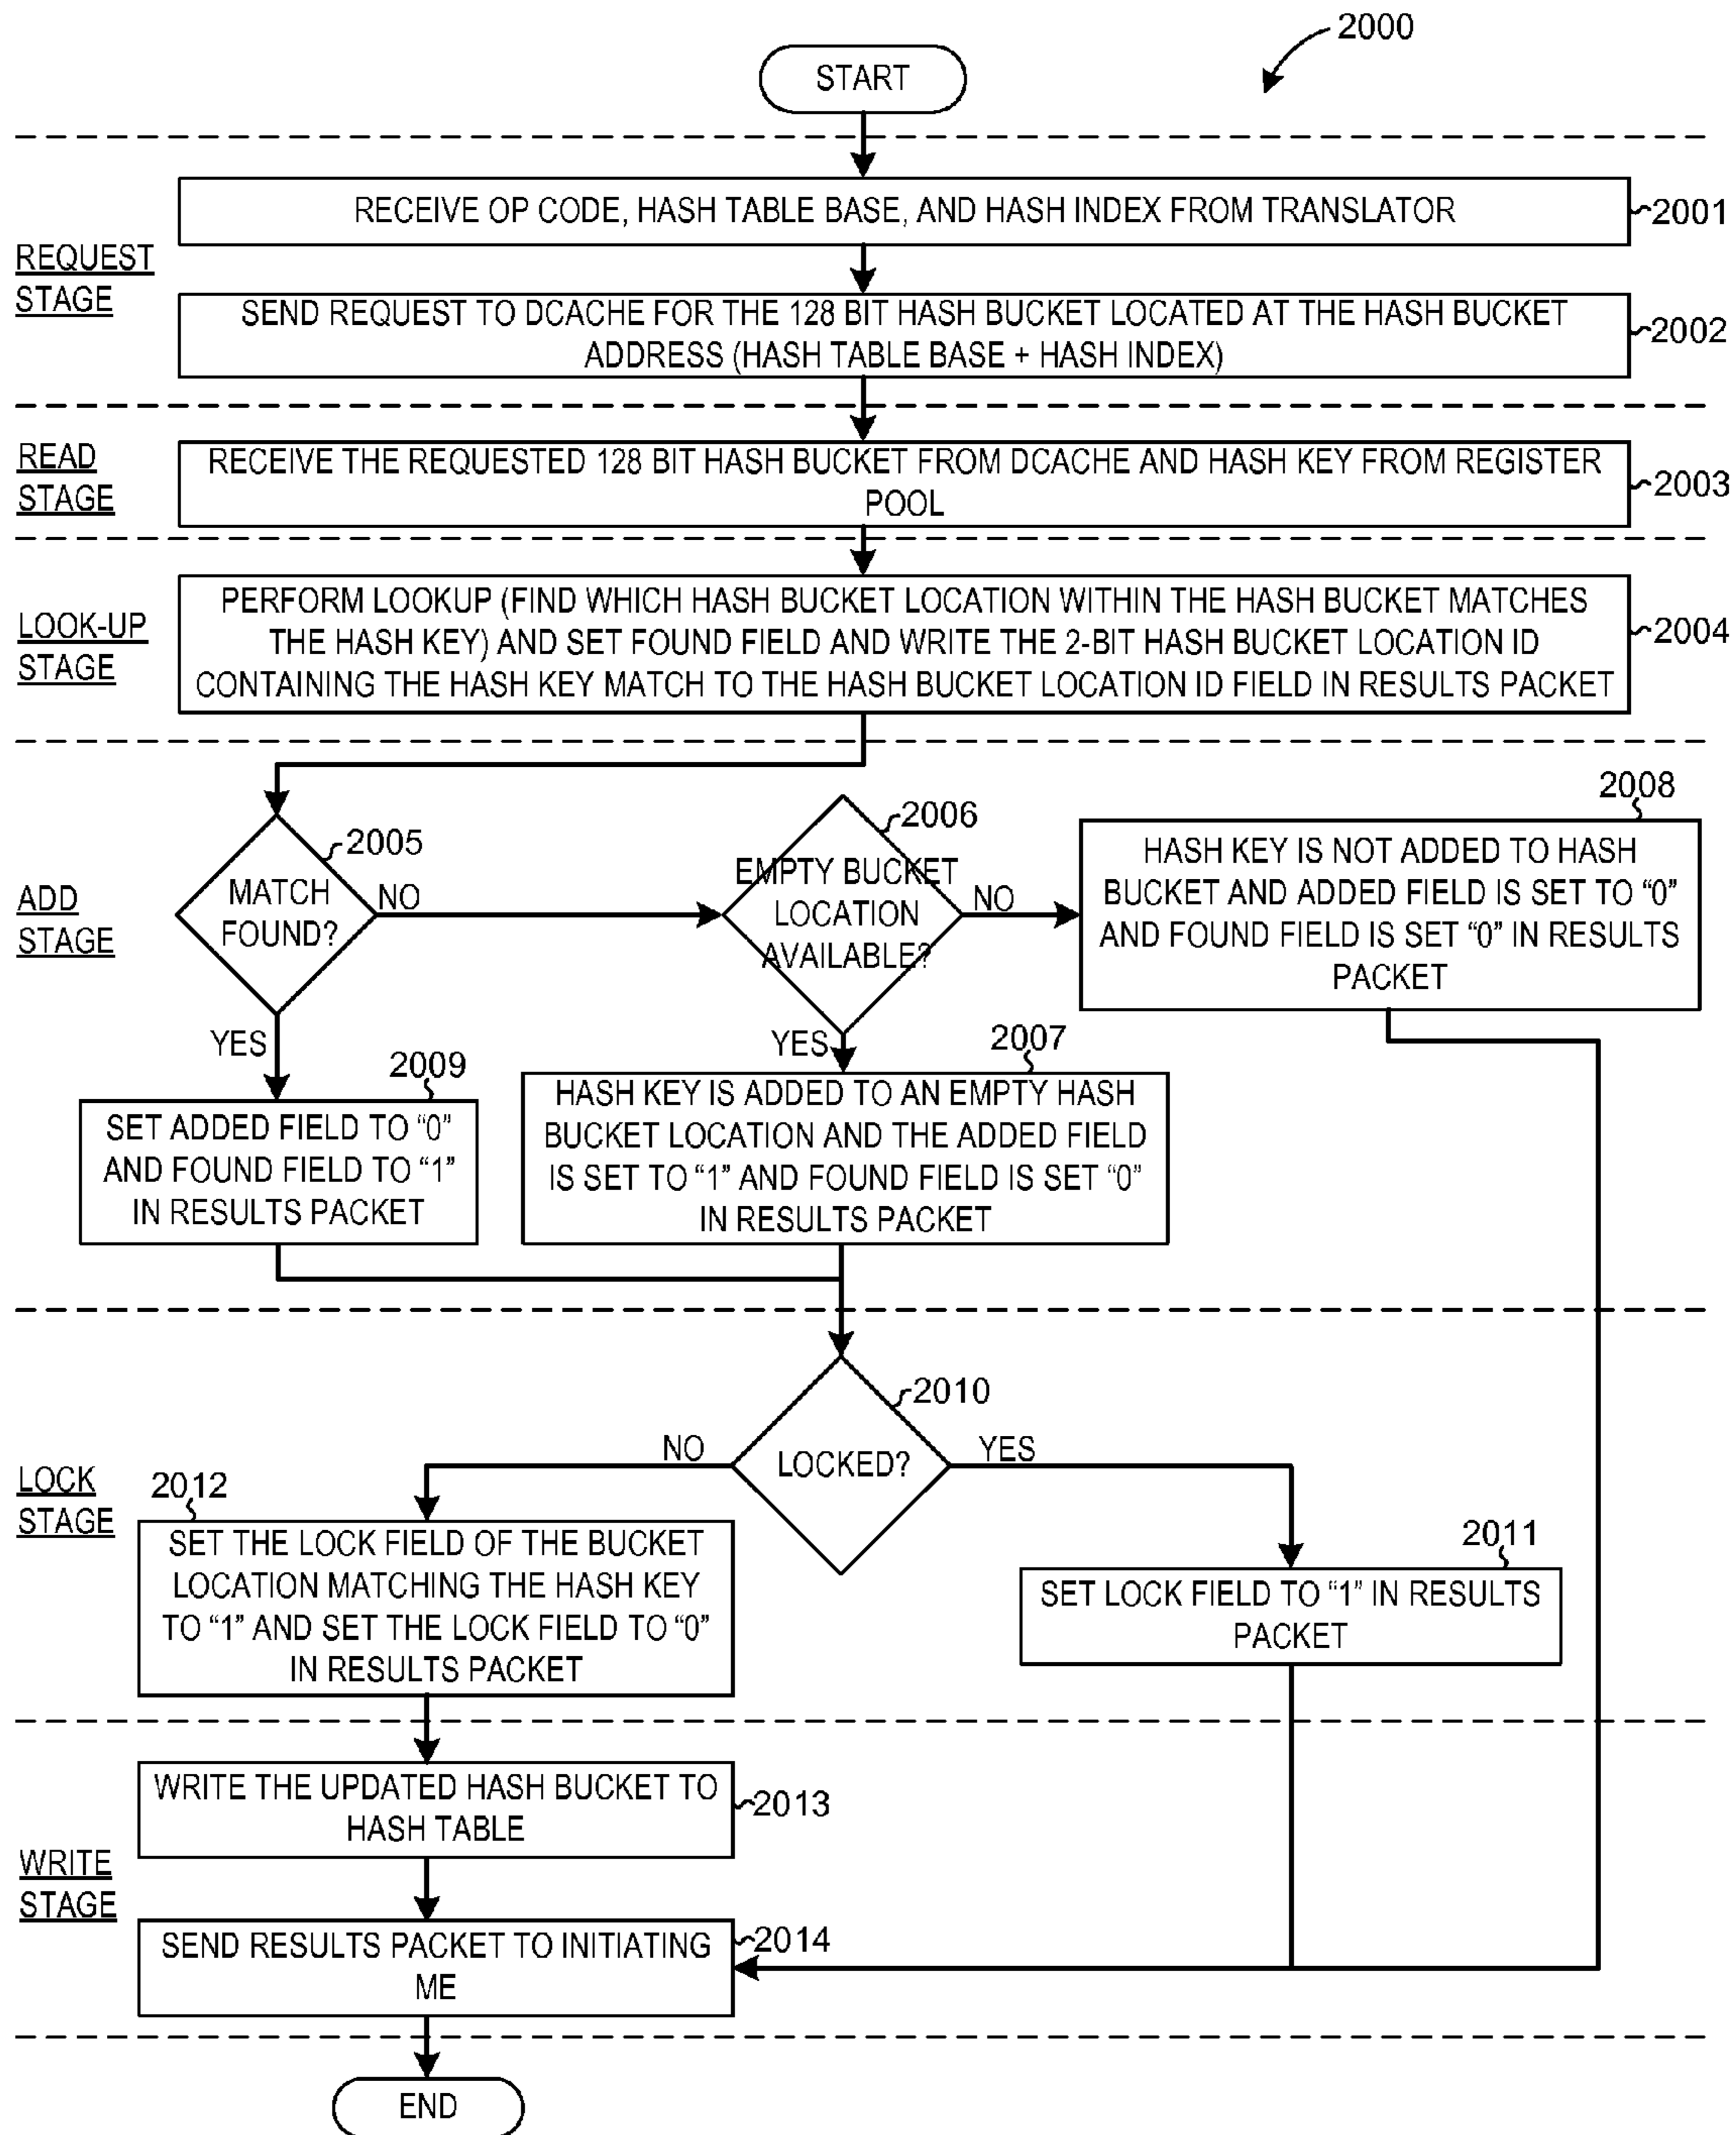 2000
START
RECEIVE OP CODE, HASH TABLE BASE, AND HASH INDEX FROM TRANSLATOR
2001
REQUEST
STAGE
SEND REQUEST TO DCACHE FOR THE 128 BIT HASH BUCKET LOCATED AT THE HASH BUCKET
ADDRESS (HASH TABLE BASE + HASH INDEX)
2002
READ
STAGE
RECEIVE THE REQUESTED 128 BIT HASH BUCKET FROM DCACHE AND HASH KEY FROM REGISTER
POOL
2003
LOOK-UP
STAGE
PERFORM LOOKUP (FIND WHICH HASH BUCKET LOCATION WITHIN THE HASH BUCKET MATCHES
THE HASH KEY) AND SET FOUND FIELD AND WRITE THE 2-BIT HASH BUCKET LOCATION ID
CONTAINING THE HASH KEY MATCH TO THE HASH BUCKET LOCATION ID FIELD IN RESULTS PACKET
2004
ADD
STAGE
2005
MATCH
FOUND?
NO
YES
2006
EMPTY BUCKET
LOCATION
AVAILABLE?
NO
YES
2008
HASH KEY IS NOT ADDED TO HASH
BUCKET AND ADDED FIELD IS SET TO “0”
AND FOUND FIELD IS SET “0” IN RESULTS
PACKET
2009
SET ADDED FIELD TO “0”
AND FOUND FIELD TO “1”
IN RESULTS PACKET
2007
HASH KEY IS ADDED TO AN EMPTY HASH
BUCKET LOCATION AND THE ADDED FIELD
IS SET TO “1” AND FOUND FIELD IS SET “0”
IN RESULTS PACKET
LOCK
STAGE
2010
LOCKED?
NO
YES
2012
SET THE LOCK FIELD OF THE BUCKET
LOCATION MATCHING THE HASH KEY
TO “1” AND SET THE LOCK FIELD TO “0”
IN RESULTS PACKET
2011
SET LOCK FIELD TO “1” IN RESULTS
PACKET
WRITE
STAGE
WRITE THE UPDATED HASH BUCKET TO
HASH TABLE
2013
SEND RESULTS PACKET TO INITIATING
ME
2014
END